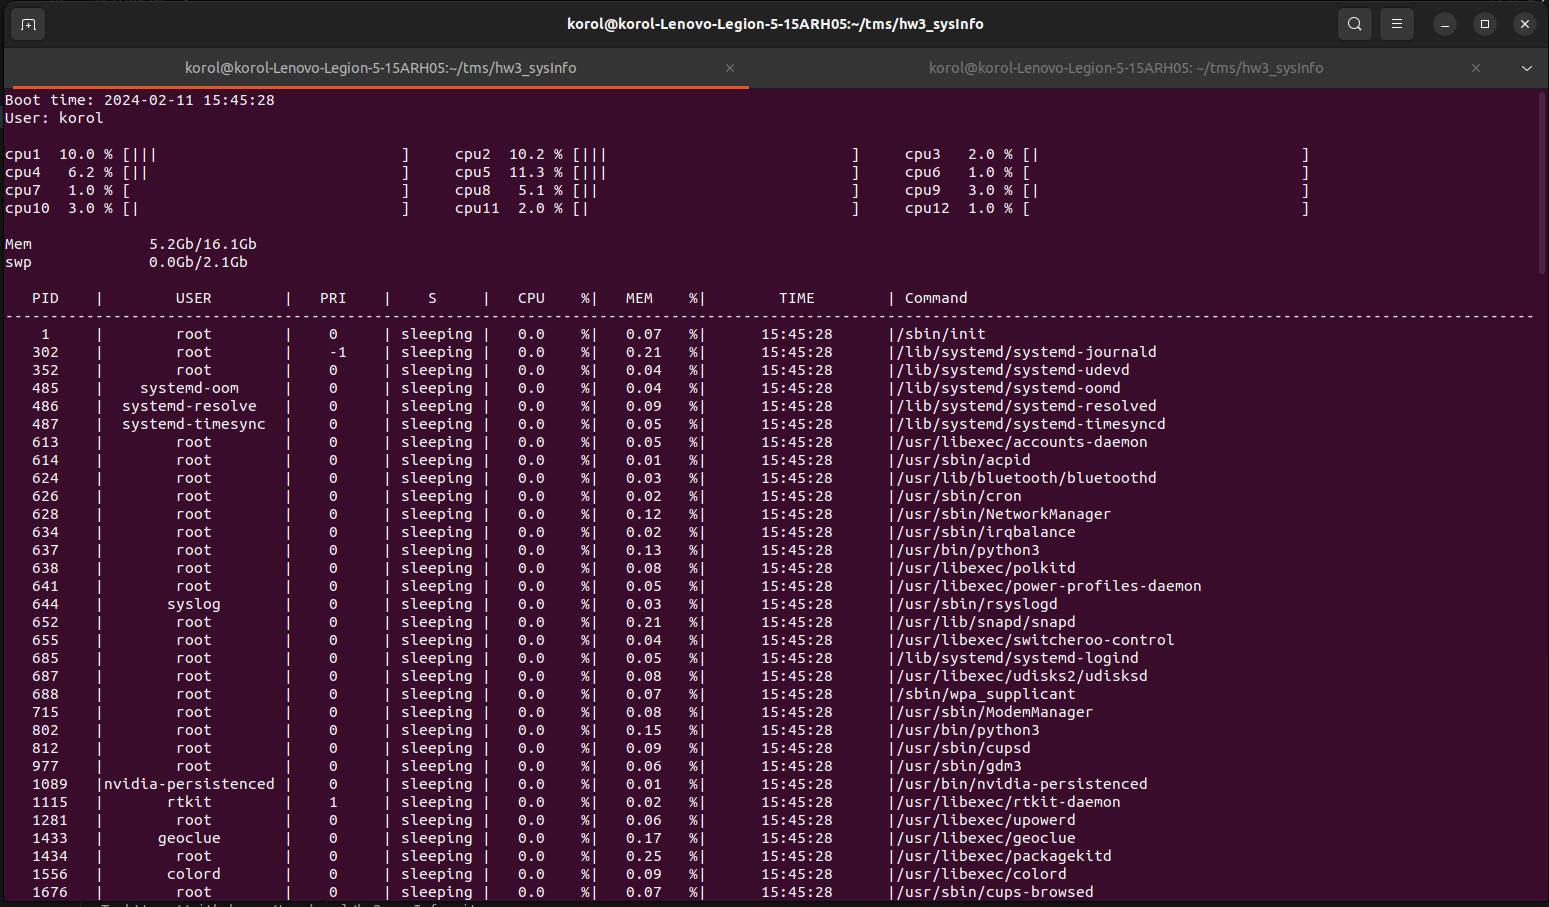 korol@korol-Lenovo-Legion-5-15ARH05:~/tms/hw3_sysInfo
korol@korol-Lenovo-Legion-5-15ARH05:~/tms/hw3_sysInfo × korol@korol-Lenovo-Legion-5-15ARH05: ~/tms/hw3_sysInfo ×
Boot time: 2024-02-11 15:45:28
User: korol
cpu1 10.0 % [||| ] cpu2 10.2 % [||| ] cpu3 2.0 % [| ]
cpu4 6.2 % [|| ] cpu5 11.3 % [||| ] cpu6 1.0 % [ ]
cpu7 1.0 % [ ] cpu8 5.1 % [|| ] cpu9 3.0 % [| ]
cpu10 3.0 % [| ] cpu11 2.0 % [| ] cpu12 1.0 % [ ]
Mem 5.2Gb/16.1Gb
swp 0.0Gb/2.1Gb
PID | USER | PRI | S | CPU %| MEM %| TIME | Command
--------------------------------------------------------------------------------------------------------------------------------------------------------------------------
1 | root | 0 | sleeping | 0.0 %| 0.07 %| 15:45:28 |/sbin/init
302 | root | -1 | sleeping | 0.0 %| 0.21 %| 15:45:28 |/lib/systemd/systemd-journald
352 | root | 0 | sleeping | 0.0 %| 0.04 %| 15:45:28 |/lib/systemd/systemd-udevd
485 | systemd-oom | 0 | sleeping | 0.0 %| 0.04 %| 15:45:28 |/lib/systemd/systemd-oomd
486 | systemd-resolve | 0 | sleeping | 0.0 %| 0.09 %| 15:45:28 |/lib/systemd/systemd-resolved
487 | systemd-timesync | 0 | sleeping | 0.0 %| 0.05 %| 15:45:28 |/lib/systemd/systemd-timesyncd
613 | root | 0 | sleeping | 0.0 %| 0.05 %| 15:45:28 |/usr/libexec/accounts-daemon
614 | root | 0 | sleeping | 0.0 %| 0.01 %| 15:45:28 |/usr/sbin/acpid
624 | root | 0 | sleeping | 0.0 %| 0.03 %| 15:45:28 |/usr/lib/bluetooth/bluetoothd
626 | root | 0 | sleeping | 0.0 %| 0.02 %| 15:45:28 |/usr/sbin/cron
628 | root | 0 | sleeping | 0.0 %| 0.12 %| 15:45:28 |/usr/sbin/NetworkManager
634 | root | 0 | sleeping | 0.0 %| 0.02 %| 15:45:28 |/usr/sbin/irqbalance
637 | root | 0 | sleeping | 0.0 %| 0.13 %| 15:45:28 |/usr/bin/python3
638 | root | 0 | sleeping | 0.0 %| 0.08 %| 15:45:28 |/usr/libexec/polkitd
641 | root | 0 | sleeping | 0.0 %| 0.05 %| 15:45:28 |/usr/libexec/power-profiles-daemon
644 | syslog | 0 | sleeping | 0.0 %| 0.03 %| 15:45:28 |/usr/sbin/rsyslogd
652 | root | 0 | sleeping | 0.0 %| 0.21 %| 15:45:28 |/usr/lib/snapd/snapd
655 | root | 0 | sleeping | 0.0 %| 0.04 %| 15:45:28 |/usr/libexec/switcheroo-control
685 | root | 0 | sleeping | 0.0 %| 0.05 %| 15:45:28 |/lib/systemd/systemd-logind
687 | root | 0 | sleeping | 0.0 %| 0.08 %| 15:45:28 |/usr/libexec/udisks2/udisksd
688 | root | 0 | sleeping | 0.0 %| 0.07 %| 15:45:28 |/sbin/wpa_supplicant
715 | root | 0 | sleeping | 0.0 %| 0.08 %| 15:45:28 |/usr/sbin/ModemManager
802 | root | 0 | sleeping | 0.0 %| 0.15 %| 15:45:28 |/usr/bin/python3
812 | root | 0 | sleeping | 0.0 %| 0.09 %| 15:45:28 |/usr/sbin/cupsd
977 | root | 0 | sleeping | 0.0 %| 0.06 %| 15:45:28 |/usr/sbin/gdm3
1089 |nvidia-persistenced | 0 | sleeping | 0.0 %| 0.01 %| 15:45:28 |/usr/bin/nvidia-persistenced
1115 | rtkit | 1 | sleeping | 0.0 %| 0.02 %| 15:45:28 |/usr/libexec/rtkit-daemon
1281 | root | 0 | sleeping | 0.0 %| 0.06 %| 15:45:28 |/usr/libexec/upowerd
1433 | geoclue | 0 | sleeping | 0.0 %| 0.17 %| 15:45:28 |/usr/libexec/geoclue
1434 | root | 0 | sleeping | 0.0 %| 0.25 %| 15:45:28 |/usr/libexec/packagekitd
1556 | colord | 0 | sleeping | 0.0 %| 0.09 %| 15:45:28 |/usr/libexec/colord
1676 | root | 0 | sleeping | 0.0 %| 0.07 %| 15:45:28 |/usr/sbin/cups-browsed